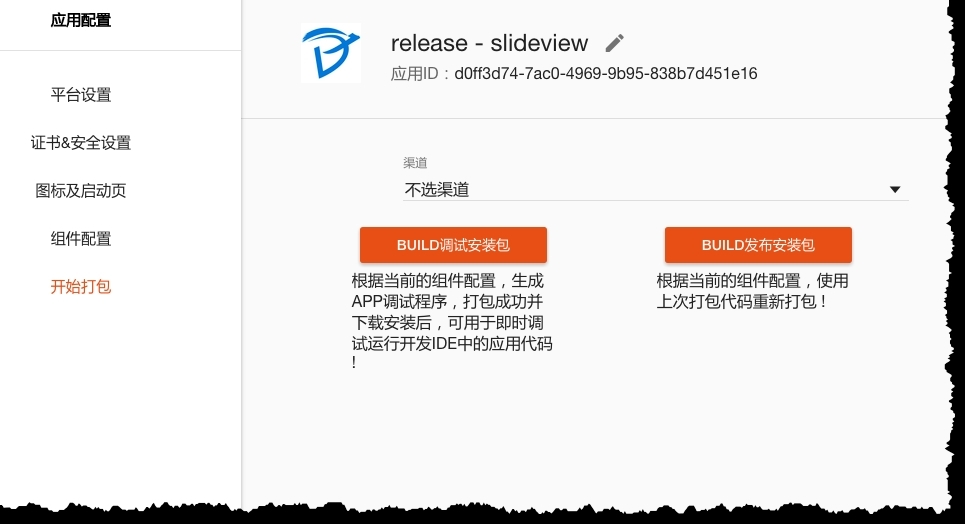 应用配置
平台设置
证书&安全设置
图标及启动页
组件配置
开始打包
release - slideview
应用ID：d0ff3d74-7ac0-4969-9b95-838b7d451e16
渠道
不选渠道
BUILD调试安装包
根据当前的组件配置，生成
APP调试程序，打包成功并
下载安装后，可用于即时调
试运行开发IDE中的应用代码
！
BUILD发布安装包
根据当前的组件配置，使用
上次打包代码重新打包！